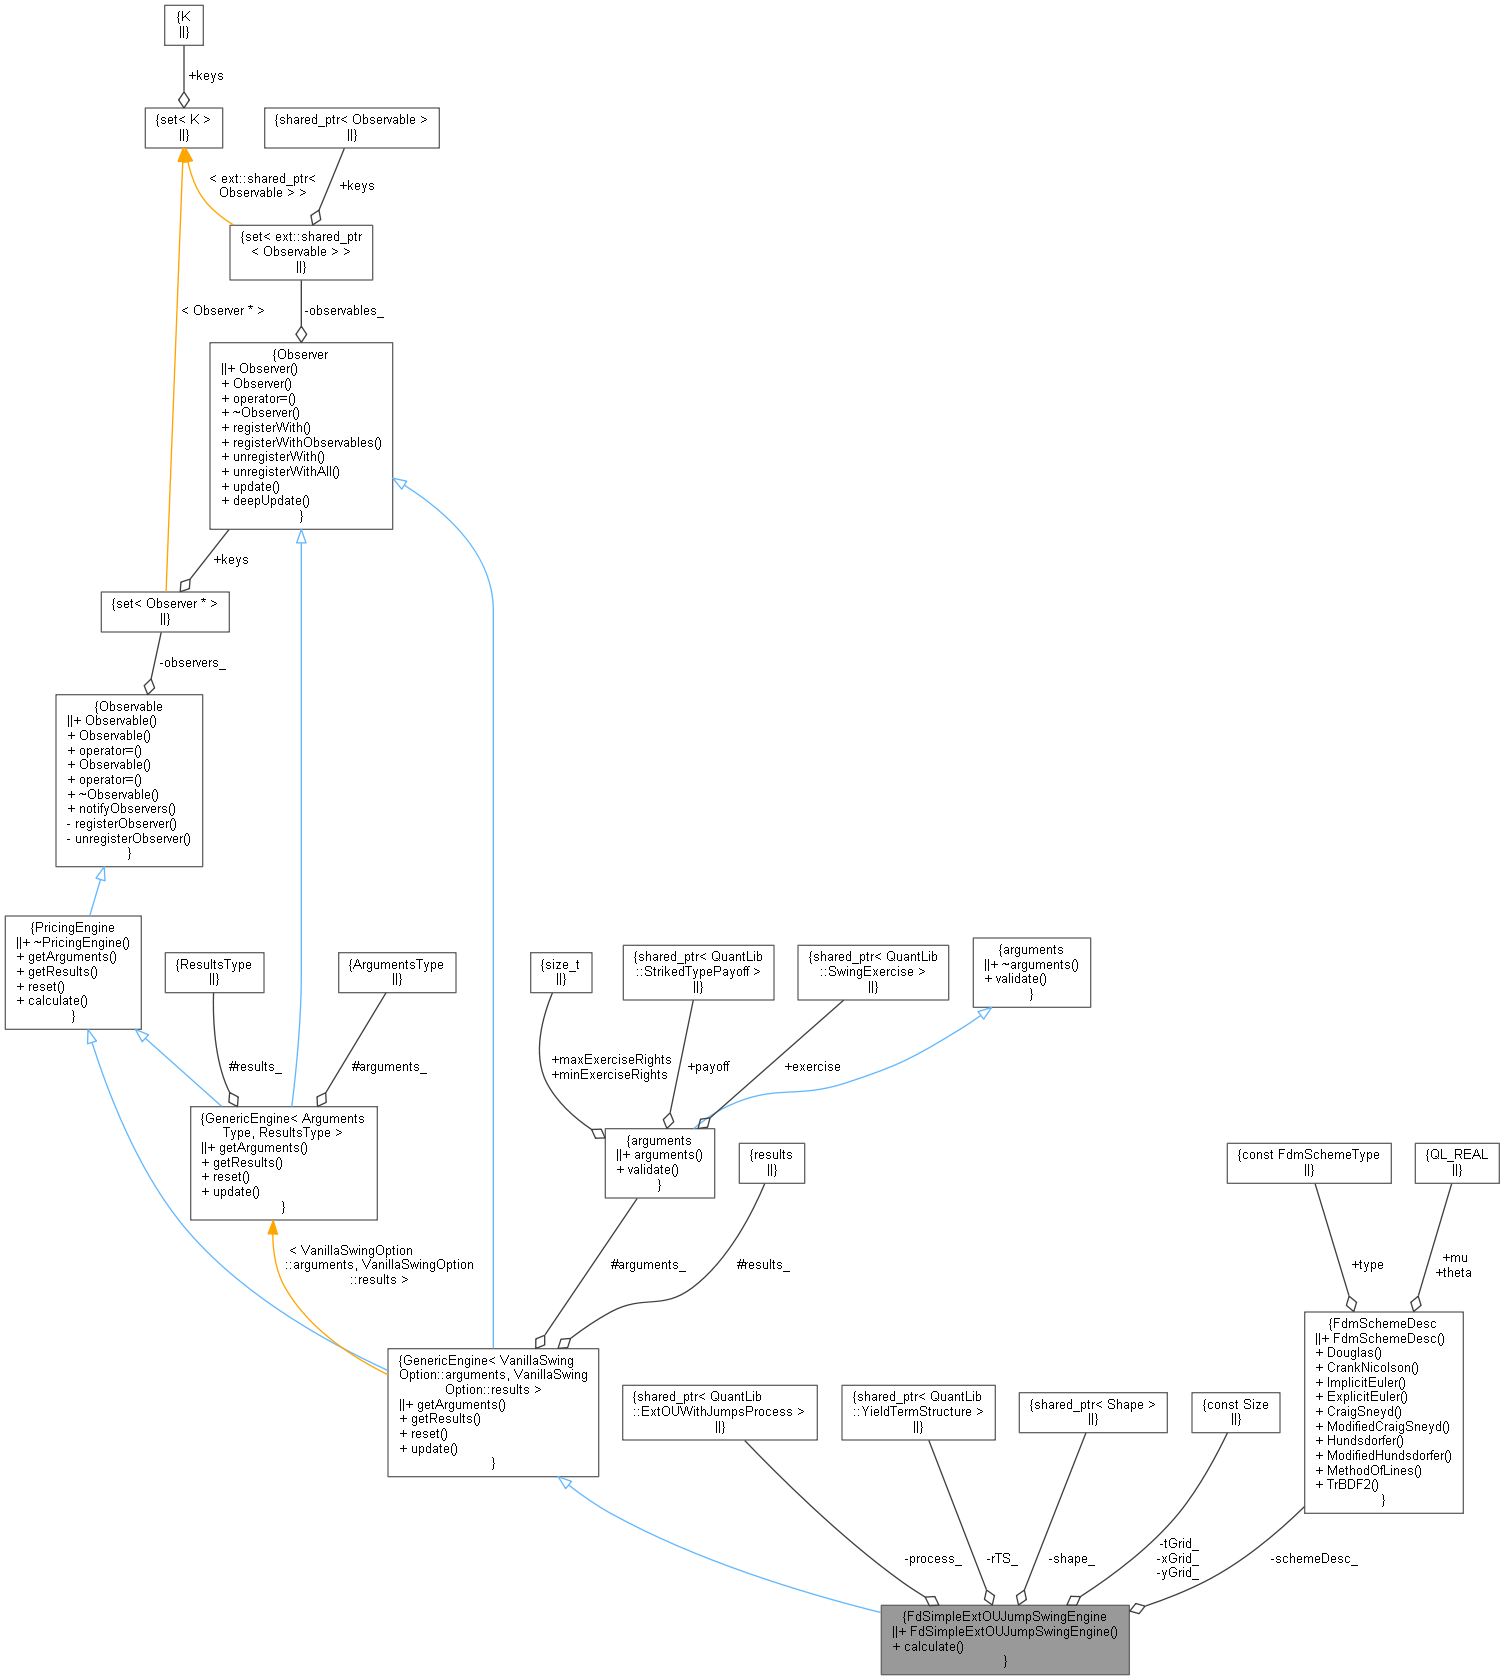 {K
||}
+keys
{set< K >
||}
{shared_ptr< Observable >
||}
< ext::shared_ptr<
Observable > >
+keys
{set< ext::shared_ptr
< Observable > >
||}
< Observer * >
-observables_
{Observer
||+ Observer()
+ Observer()
+ operator=()
+ ~Observer()
+ registerWith()
+ registerWithObservables()
+ unregisterWith()
+ unregisterWithAll()
+ update()
+ deepUpdate()
}
+keys
{set< Observer * >
||}
-observers_
{Observable
||+ Observable()
+ Observable()
+ operator=()
+ Observable()
+ operator=()
+ ~Observable()
+ notifyObservers()
- registerObserver()
- unregisterObserver()
}
{PricingEngine
||+ ~PricingEngine()
+ getArguments()
+ getResults()
+ reset()
+ calculate()
}
{ResultsType
||}
{ArgumentsType
||}
{size_t
||}
{shared_ptr< QuantLib
::StrikedTypePayoff >
||}
{shared_ptr< QuantLib
::SwingExercise >
||}
{arguments
||+ ~arguments()
+ validate()
}
#results_
#arguments_
+maxExerciseRights
+minExerciseRights
+payoff
+exercise
{GenericEngine< Arguments
Type, ResultsType >
||+ getArguments()
+ getResults()
+ reset()
+ update()
}
{arguments
||+ arguments()
+ validate()
}
{results
||}
{const FdmSchemeType
||}
{QL_REAL
||}
< VanillaSwingOption
::arguments, VanillaSwingOption
::results >
#arguments_
#results_
+type
+mu
+theta
{GenericEngine< VanillaSwing
Option::arguments, VanillaSwing
Option::results >
||+ getArguments()
+ getResults()
+ reset()
+ update()
}
{shared_ptr< QuantLib
::ExtOUWithJumpsProcess >
||}
{shared_ptr< QuantLib
::YieldTermStructure >
||}
{shared_ptr< Shape >
||}
{const Size
||}
{FdmSchemeDesc
||+ FdmSchemeDesc()
+ Douglas()
+ CrankNicolson()
+ ImplicitEuler()
+ ExplicitEuler()
+ CraigSneyd()
+ ModifiedCraigSneyd()
+ Hundsdorfer()
+ ModifiedHundsdorfer()
+ MethodOfLines()
+ TrBDF2()
}
-process_
-rTS_
-shape_
-tGrid_
-xGrid_
-yGrid_
-schemeDesc_
{FdSimpleExtOUJumpSwingEngine
||+ FdSimpleExtOUJumpSwingEngine()
+ calculate()
}